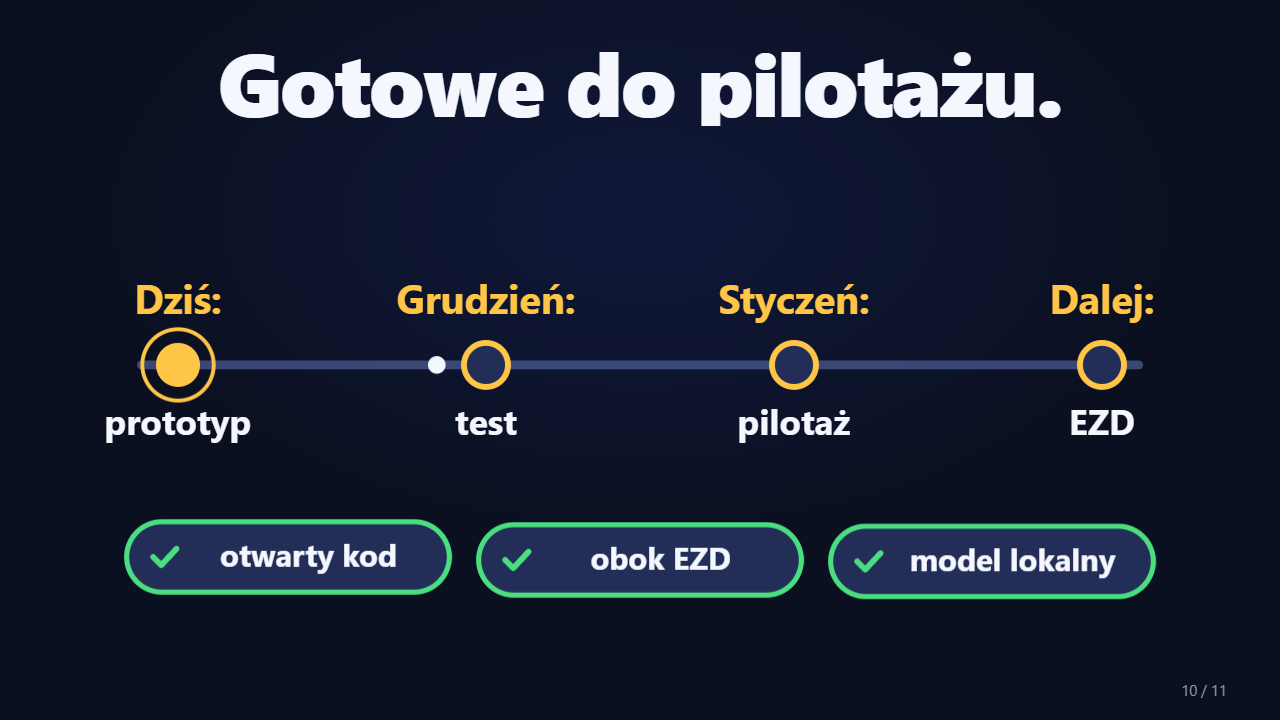 Gotowe do pilotażu.
Dziś:
Grudzień:
Styczeń:
Dalej:
prototyp
test
pilotaż
EZD
otwarty kod
obok EZD
model lokalny
10 / 11